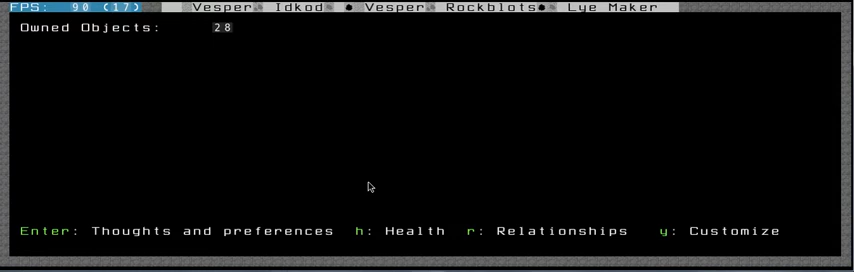 FPS: 90 (17) Vesper Idkod Vesper Rockblots Lye Maker
Owned Objects: 28
Enter: Thoughts and preferences h: Health r: Relationships y: Customize